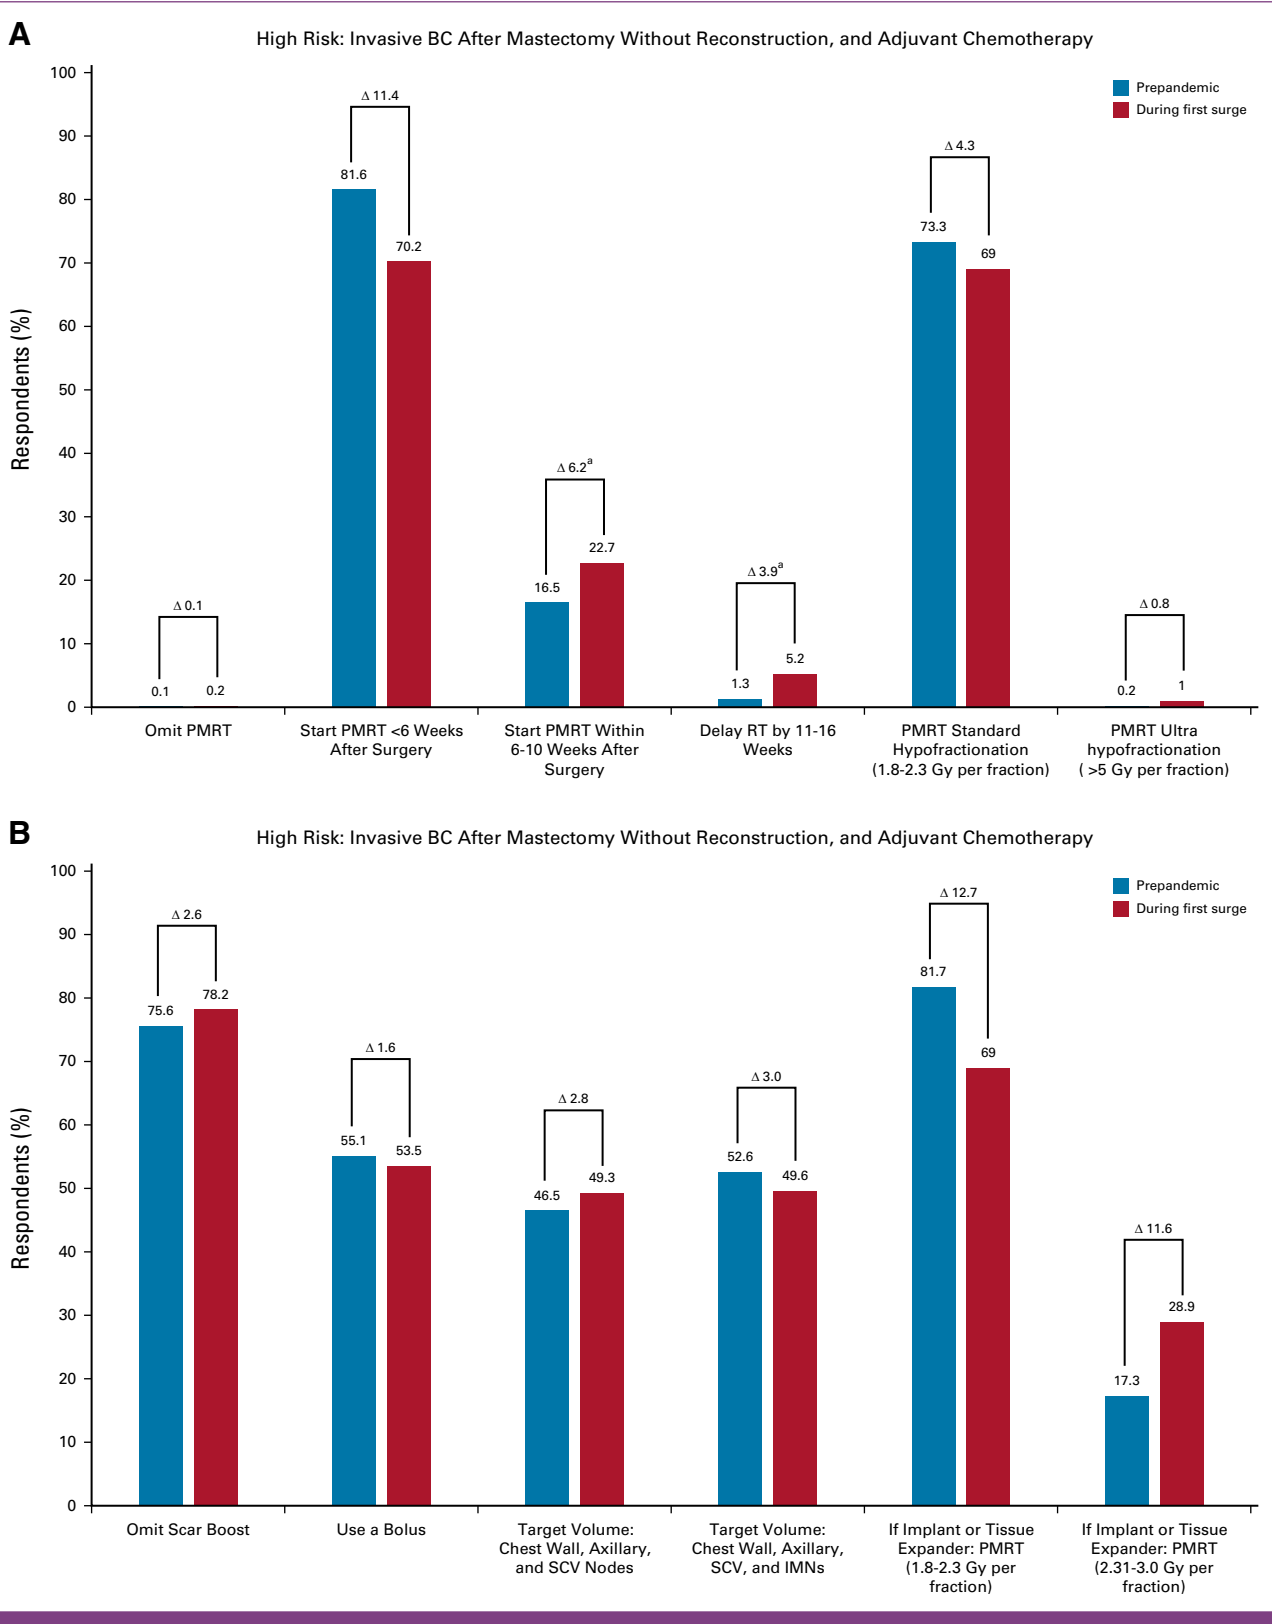 A
High Risk: Invasive BC After Mastectomy Without Reconstruction, and Adjuvant Chemotherapy
Prepandemic
During first surge
Respondents (%)
100
90
80
70
60
50
40
30
20
10
0
Δ 0.1
0.1
0.2
Δ 11.4
81.6
70.2
Δ 6.2a
16.5
22.7
Δ 3.9a
1.3
5.2
Δ 4.3
73.3
69
Δ 0.8
0.2
1
Omit PMRT
Start PMRT <6 Weeks
After Surgery
Start PMRT Within
6-10 Weeks After
Surgery
Delay RT by 11-16
Weeks
PMRT Standard
Hypofractionation
(1.8-2.3 Gy per fraction)
PMRT Ultra
hypofractionation
( >5 Gy per fraction)
B
High Risk: Invasive BC After Mastectomy Without Reconstruction, and Adjuvant Chemotherapy
Prepandemic
During first surge
Respondents (%)
100
90
80
70
60
50
40
30
20
10
0
Δ 2.6
75.6
78.2
Δ 1.6
55.1
53.5
Δ 2.8
46.5
49.3
Δ 3.0
52.6
49.6
Δ 12.7
81.7
69
Δ 11.6
17.3
28.9
Omit Scar Boost
Use a Bolus
Target Volume:
Chest Wall, Axillary,
and SCV Nodes
Target Volume:
Chest Wall, Axillary,
SCV, and IMNs
If Implant or Tissue
Expander: PMRT
(1.8-2.3 Gy per
fraction)
If Implant or Tissue
Expander: PMRT
(2.31-3.0 Gy per
fraction)